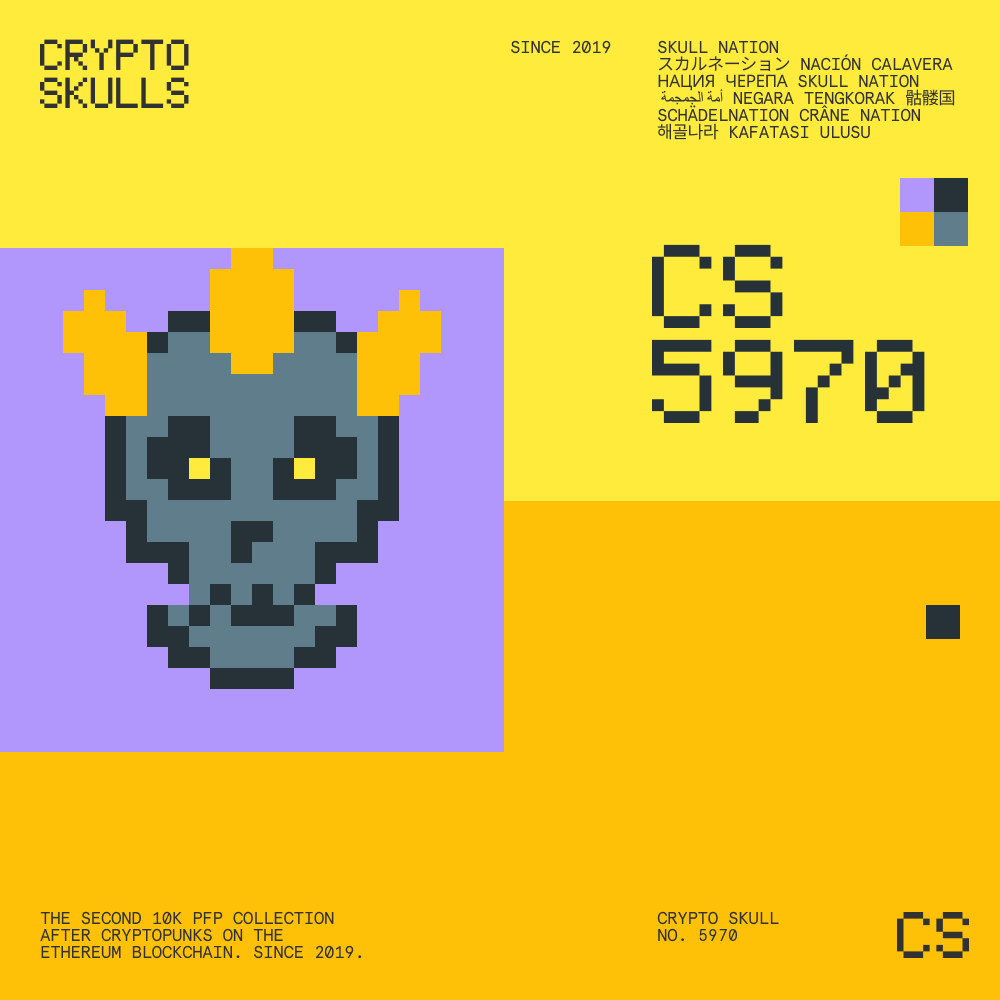 CRYPTO
SKULLS
SINCE 2019
SKULL NATION
スカルネーション NACIÓN CALAVERA
НАЦИЯ ЧЕРЕПА SKULL NATION
أمة الجمجمة NEGARA TENGKORAK 骷髅国
SCHÄDELNATION CRÂNE NATION
해골나라 KAFATASI ULUSU
CS
5970
THE SECOND 10K PFP COLLECTION
AFTER CRYPTOPUNKS ON THE
ETHEREUM BLOCKCHAIN. SINCE 2019.
CRYPTO SKULL
NO. 5970
CS